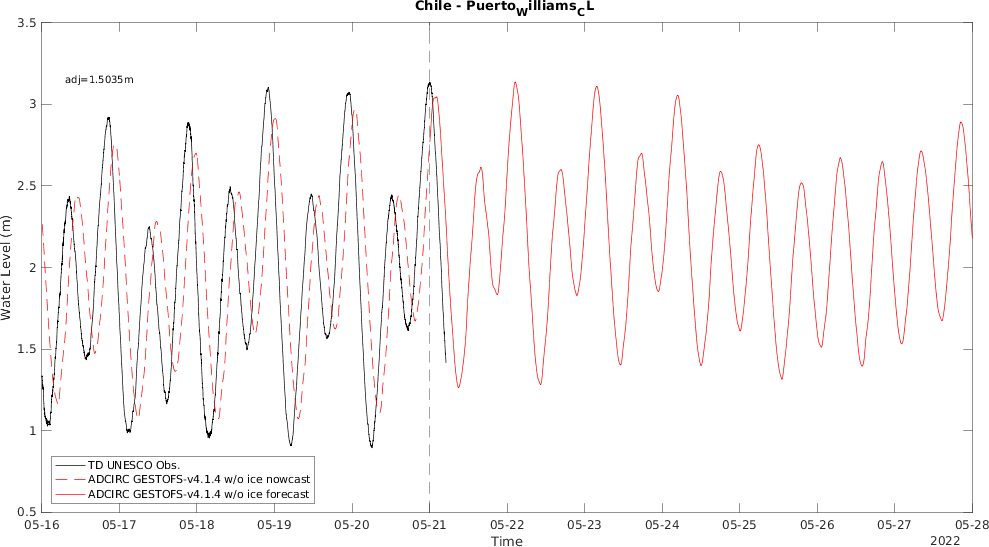 Chile - PuertoWilliamsCL
3.5
3
2.5
2
1.5
1
0.5
Water Level (m)
adj=1.5035m
TD UNESCO Obs.
ADCIRC GESTOFS-v4.1.4 w/o ice nowcast
ADCIRC GESTOFS-v4.1.4 w/o ice forecast
05-16 05-17 05-18 05-19 05-20 05-21 05-22 05-23 05-24 05-25 05-26 05-27 05-28
Time
2022